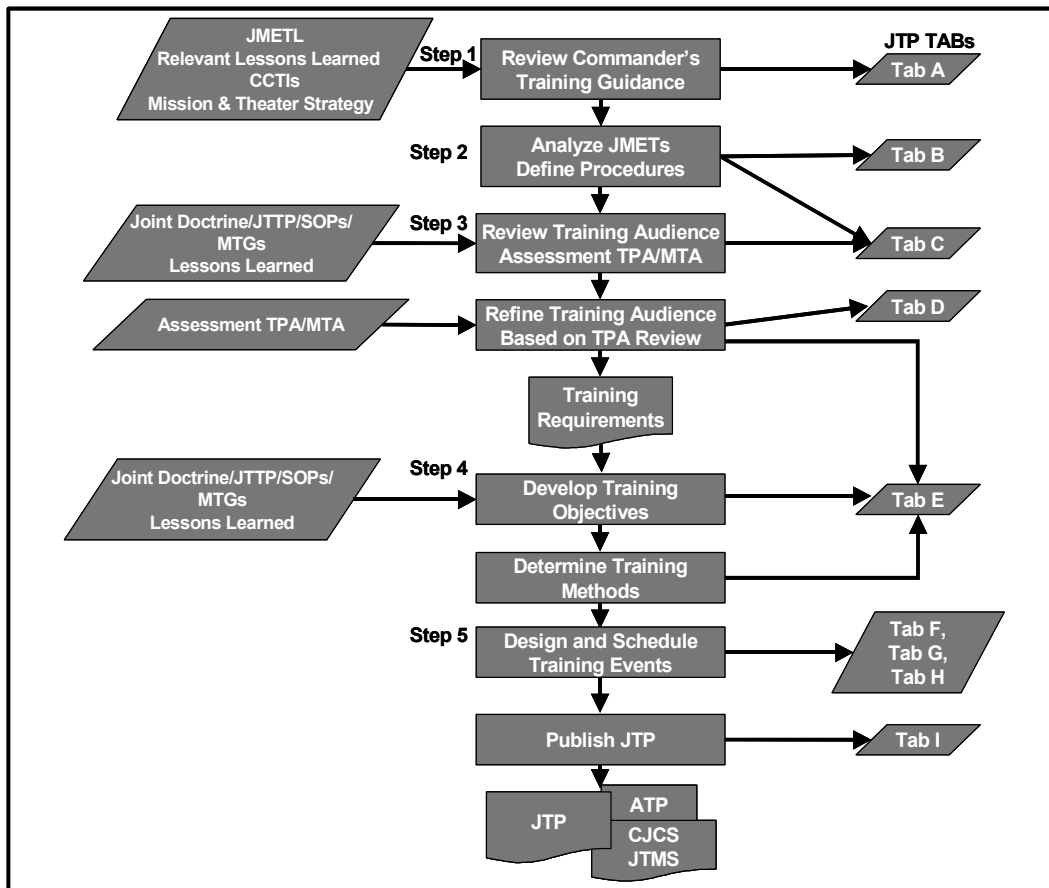 JMETL
Relevant Lessons Learned
CCTIs
Mission & Theater Strategy
Step 1
Review Commander's
Training Guidance
JTP TABs
Tab A
Step 2
Analyze JMETs
Define Procedures
Tab B
Joint Doctrine/JTTP/SOPs/
MTGs
Lessons Learned
Step 3
Review Training Audience
Assessment TPA/MTA
Tab C
Assessment TPA/MTA
Refine Training Audience
Based on TPA Review
Tab D
Training
Requirements
Joint Doctrine/JTTP/SOPs/
MTGs
Lessons Learned
Step 4
Develop Training
Objectives
Tab E
Determine Training
Methods
Step 5
Design and Schedule
Training Events
Tab F,
Tab G,
Tab H
Publish JTP
Tab I
JTP
ATP
CJCS
JTMS